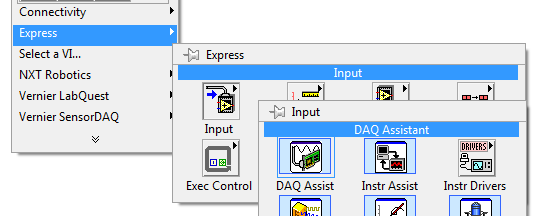 Connectivity
Express
Select a VI...
NXT Robotics
Vernier LabQuest
Vernier SensorDAQ
Express
Input
Input
Exec Control
Input
DAQ Assistant
DRIVERS
DAQ Assist
Instr Assist
Instr Drivers